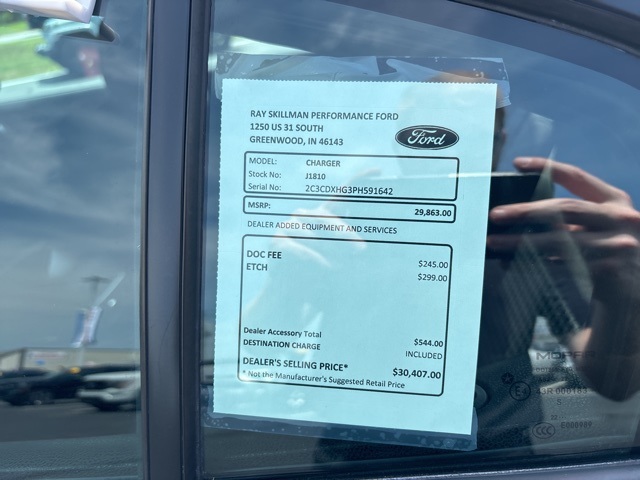 RAY SKILLMAN PERFORMANCE FORD
1250 US 31 SOUTH
GREENWOOD, IN 46143
Ford
MODEL: CHARGER
Stock No: J1810
Serial No: 2C3CDXHG3PH591642
MSRP: 29,863.00
DEALER ADDED EQUIPMENT AND SERVICES
DOC FEE $245.00
ETCH $299.00
Dealer Accessory Total $544.00
DESTINATION CHARGE INCLUDED
DEALER'S SELLING PRICE* $30,407.00
* Not the Manufacturer's Suggested Retail Price
MOPAR
CCC